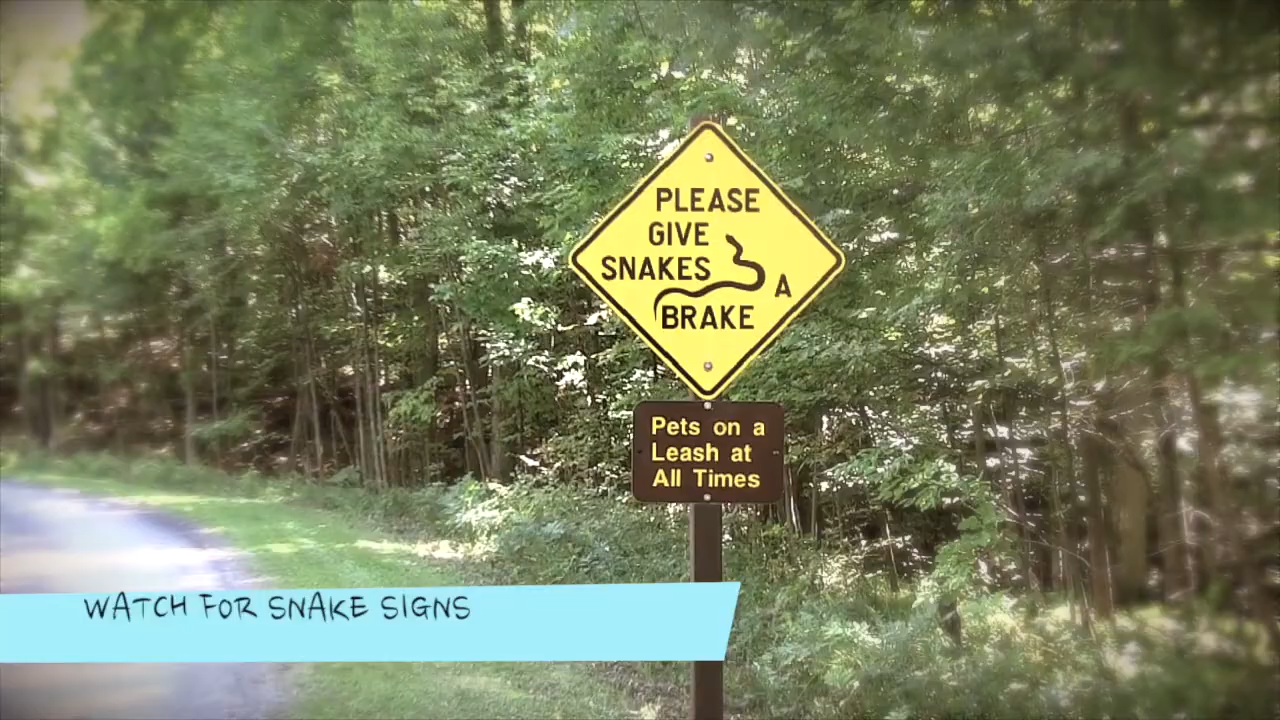 PLEASE
GIVE
SNAKES A
BRAKE
Pets on a
Leash at
All Times
WATCH FOR SNAKE SIGNS